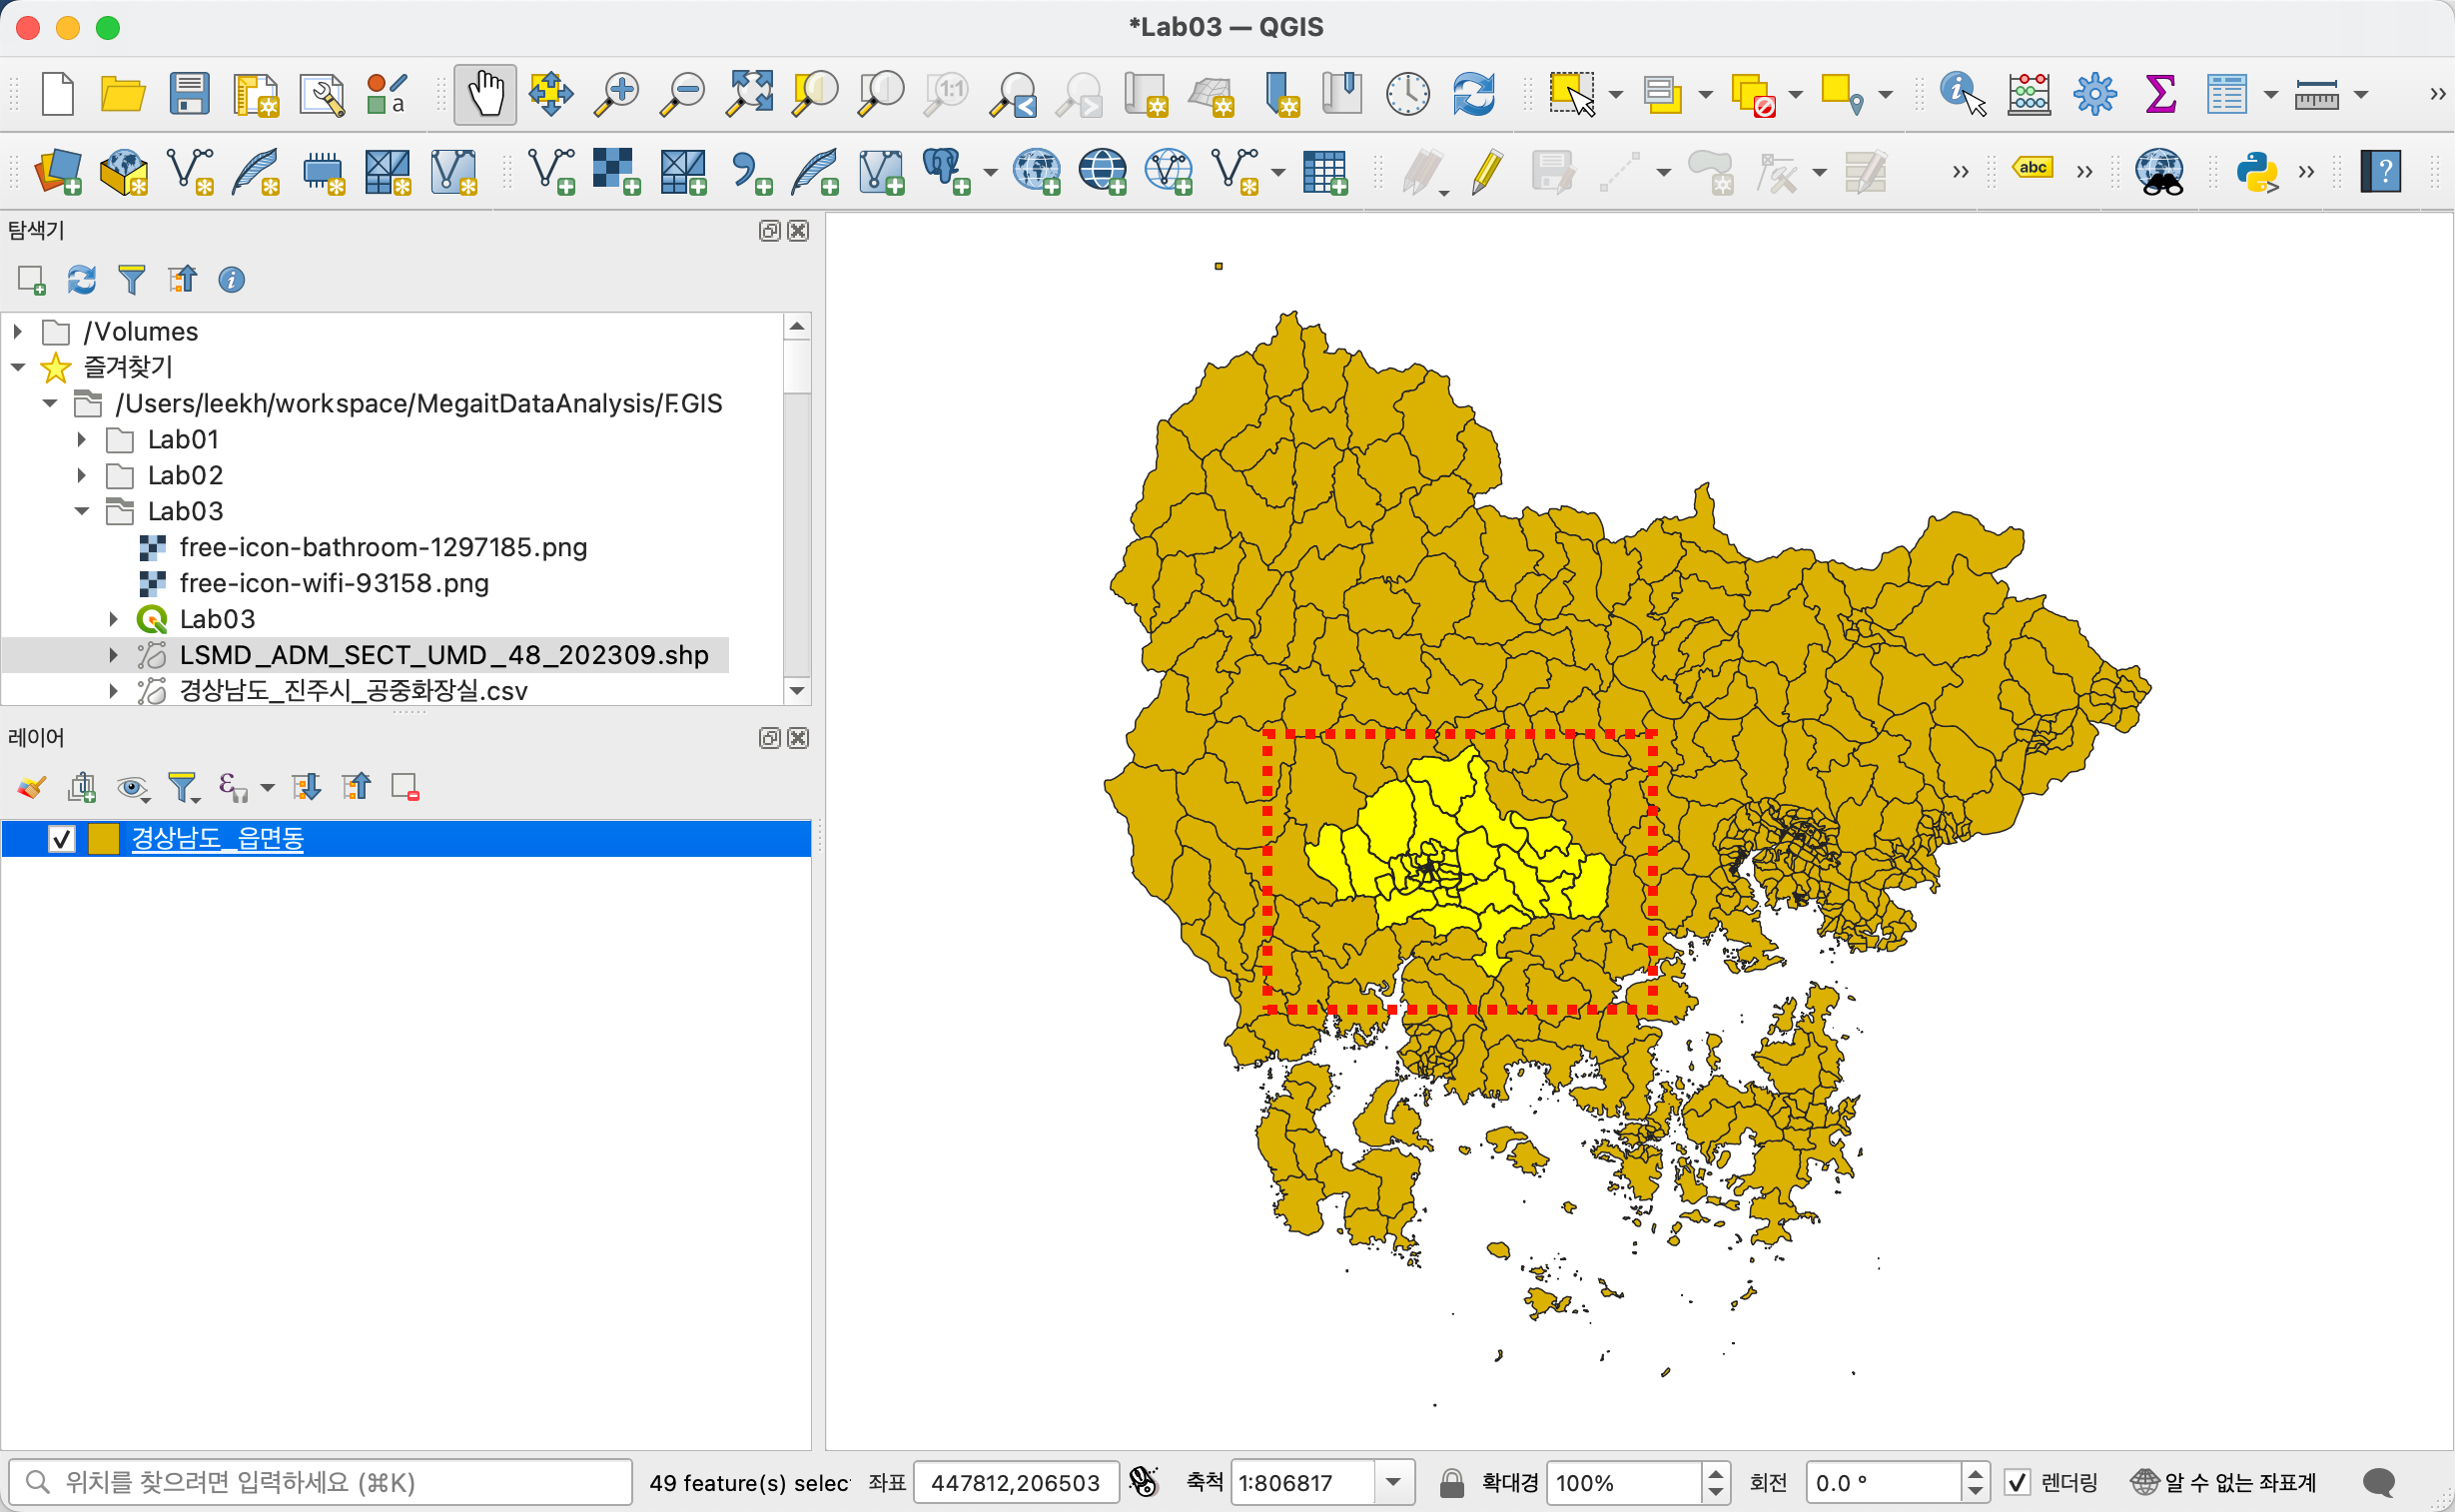 *Lab03 — QGIS
a
1:1
abc
?
탐색기
/Volumes
즐겨찾기
/Users/leekh/workspace/MegaitDataAnalysis/F.GIS
Lab01
Lab02
Lab03
free-icon-bathroom-1297185.png
free-icon-wifi-93158.png
Lab03
LSMD_ADM_SECT_UMD_48_202309.shp
경상남도_진주시_공중화장실.csv
레이어
경상남도_읍면동
위치를 찾으려면 입력하세요 (⌘K) 49 feature(s) selec 좌표 447812,206503 축척 1:806817 확대경 100% 회전 0.0 ° 렌더링 알 수 없는 좌표계